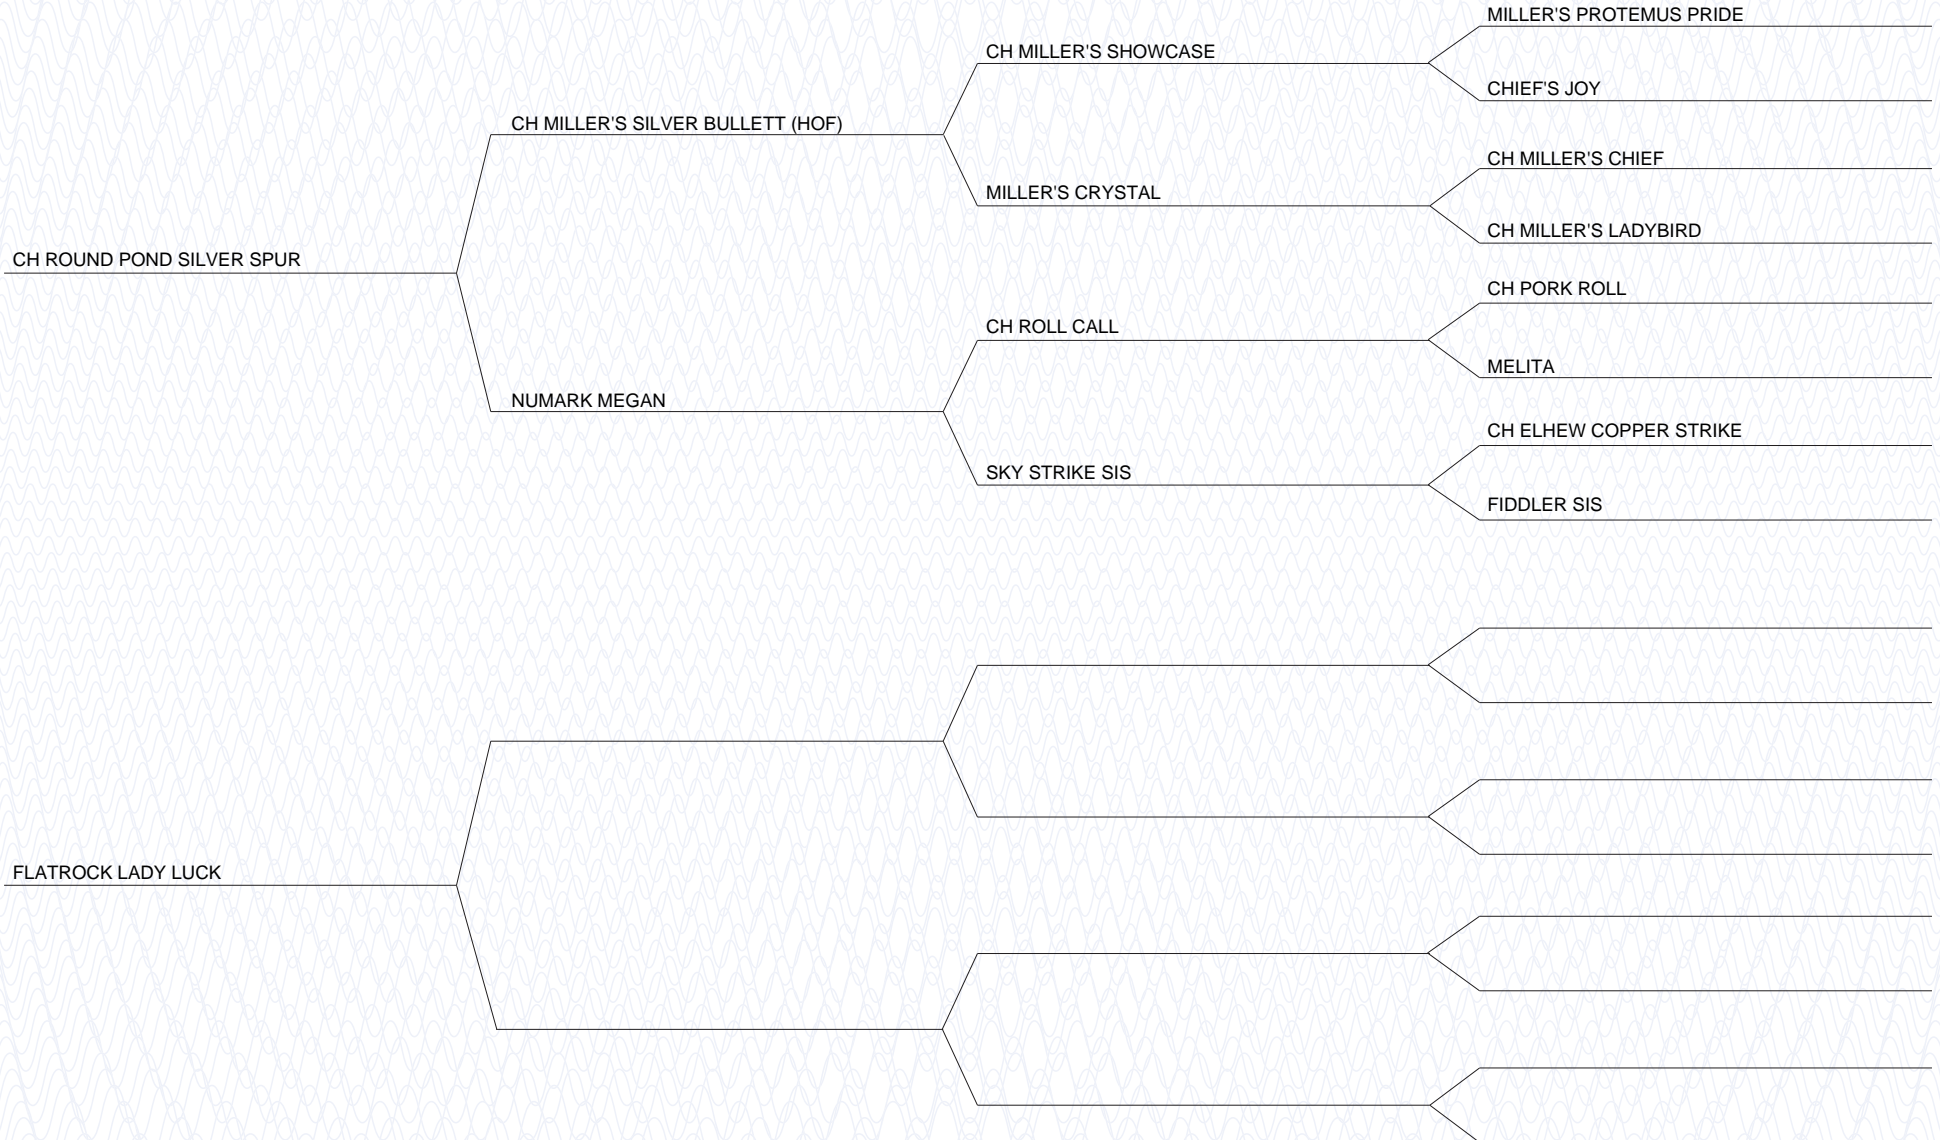 MILLER'S PROTEMUS PRIDE
CH MILLER'S SHOWCASE
CHIEF'S JOY
CH MILLER'S SILVER BULLETT (HOF)
CH MILLER'S CHIEF
MILLER'S CRYSTAL
CH MILLER'S LADYBIRD
CH ROUND POND SILVER SPUR
CH PORK ROLL
CH ROLL CALL
MELITA
NUMARK MEGAN
CH ELHEW COPPER STRIKE
SKY STRIKE SIS
FIDDLER SIS
FLATROCK LADY LUCK